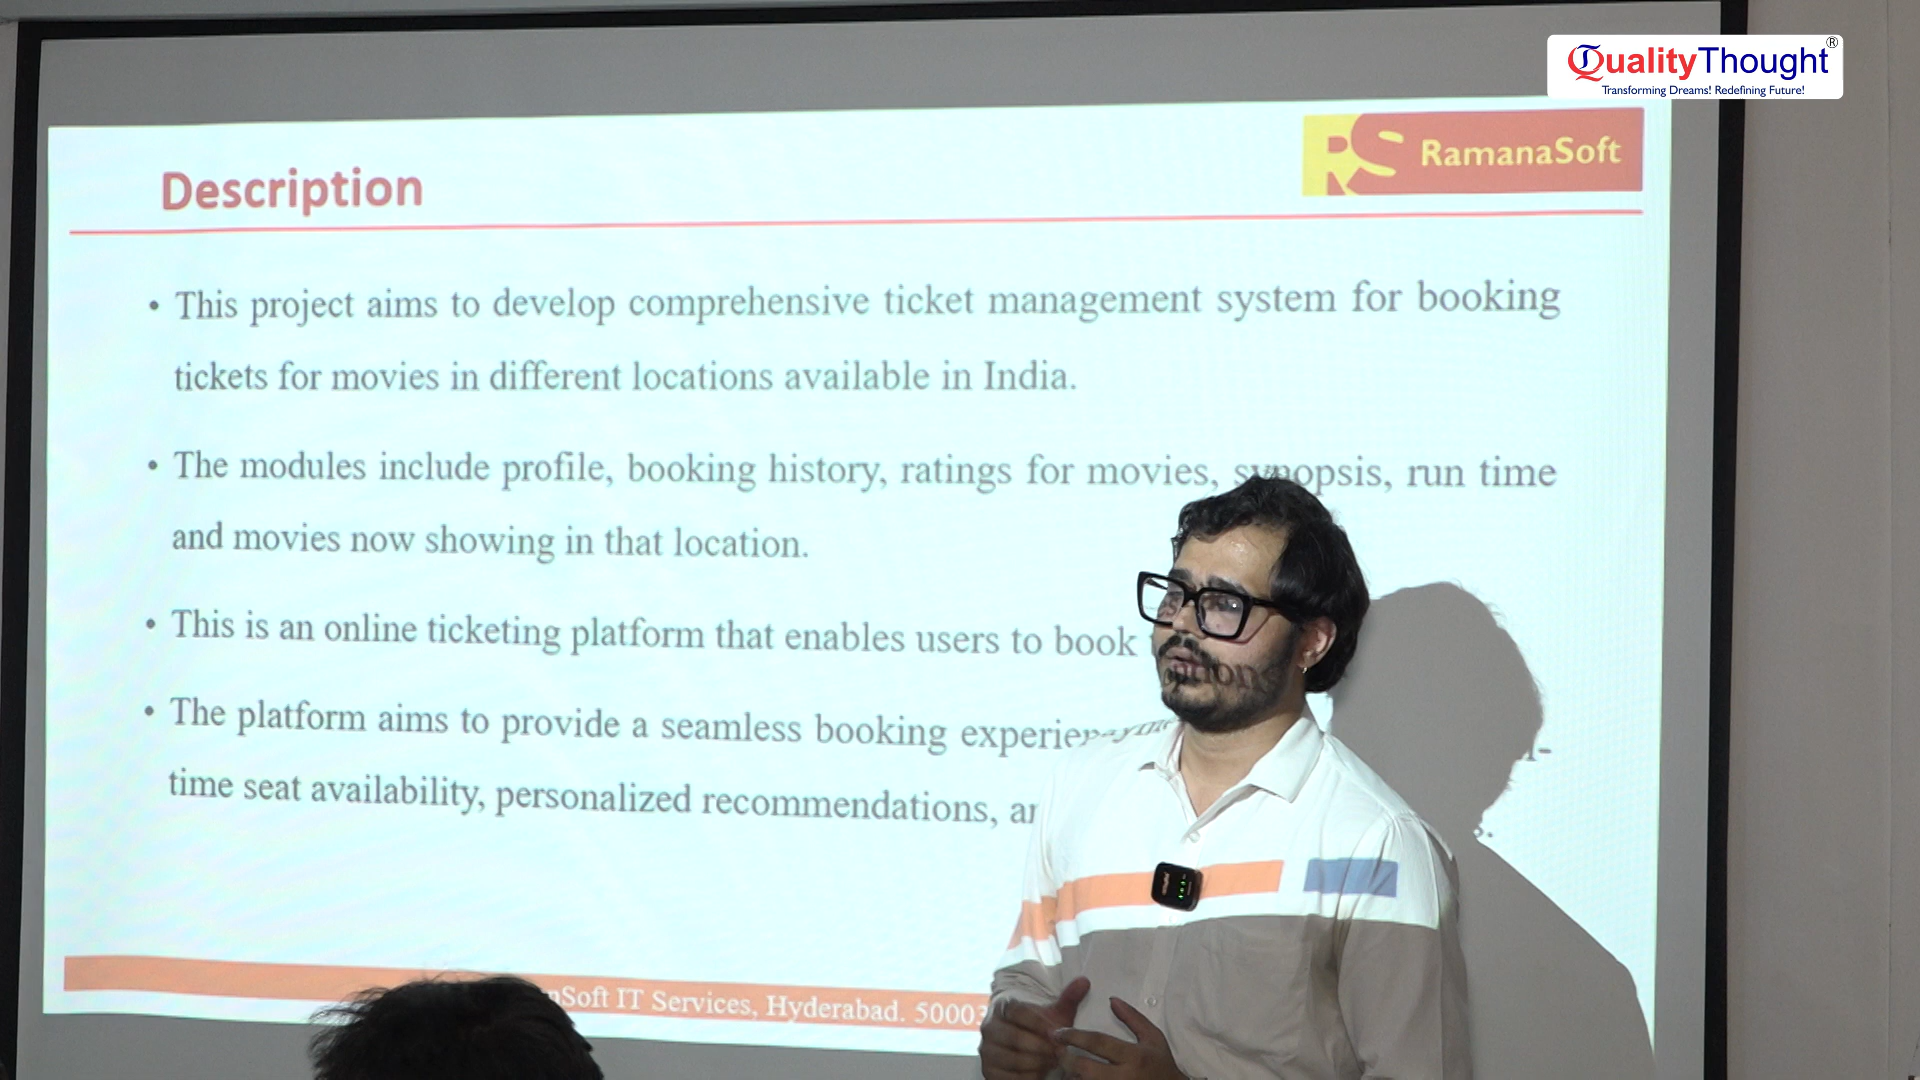 QualityThought®
Transforming Dreams! Redefining Future!
RS RamanaSoft
Description
• This project aims to develop comprehensive ticket management system for booking
tickets for movies in different locations available in India.
• The modules include profile, booking history, ratings for movies, synopsis, run time
and movies now showing in that location.
• This is an online ticketing platform that enables users to book
• The platform aims to provide a seamless booking
time seat availability, personalized recommendations,
IT Services, Hyderabad.